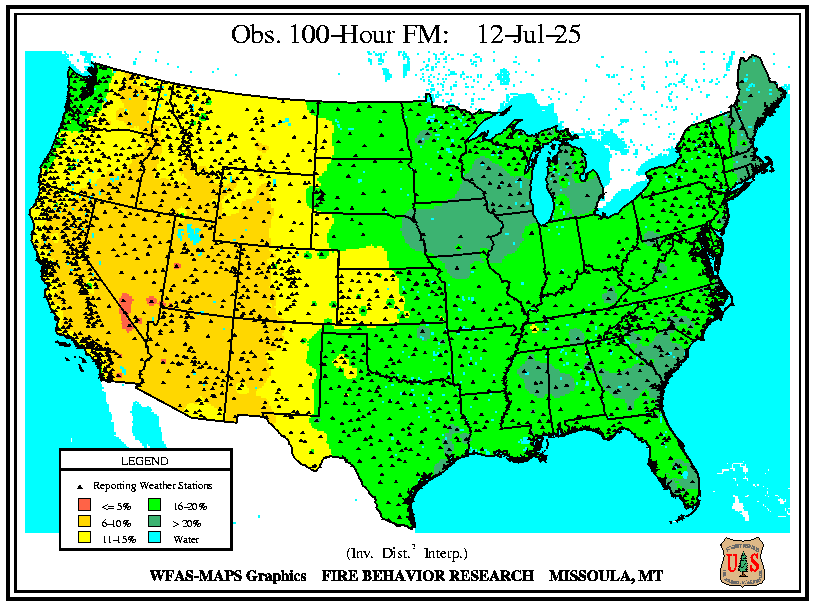 Obs. 100-Hour FM: 12-Jul-25
LEGEND
Reporting Weather Stations
<= 5%
16-20%
6-10%
> 20%
11-15%
Water
(Inv. Dist.² Interp.)
WFAS-MAPS Graphics FIRE BEHAVIOR RESEARCH MISSOULA, MT
U S